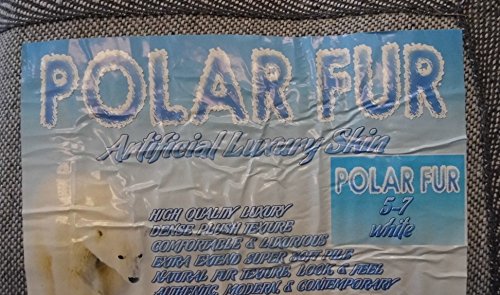 POLAR FUR
Artificial Luxury Skin
POLAR FUR
5-7
white
HIGH QUALITY LUXURY
DENSE PLUSH TEXTURE
COMFORTABLE & LUXURIOUS
EXTRA EXTEND SUPER SOFT PILE
NATURAL FUR TEXTURE, LOOK, & FEEL
AUTHENTIC, MODERN, & CONTEMPORARY